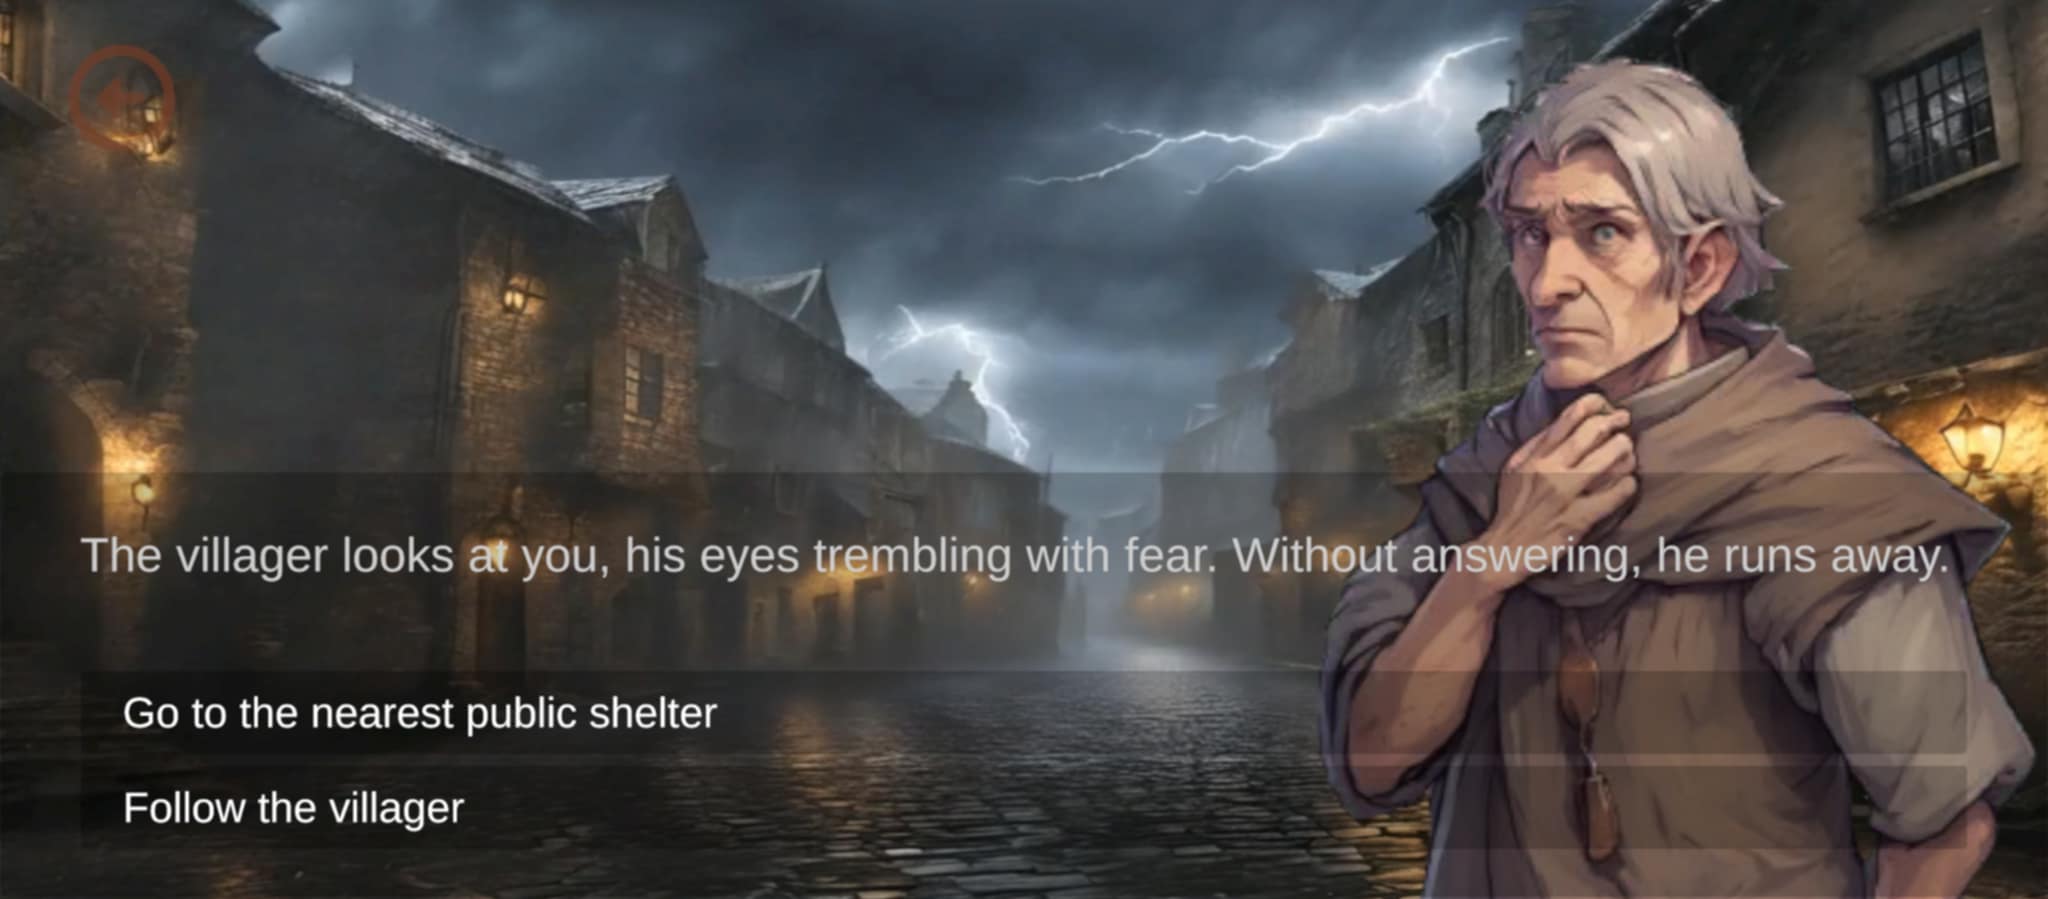 The villager looks at you, his eyes trembling with fear. Without answering, he runs away.
Go to the nearest public shelter
Follow the villager